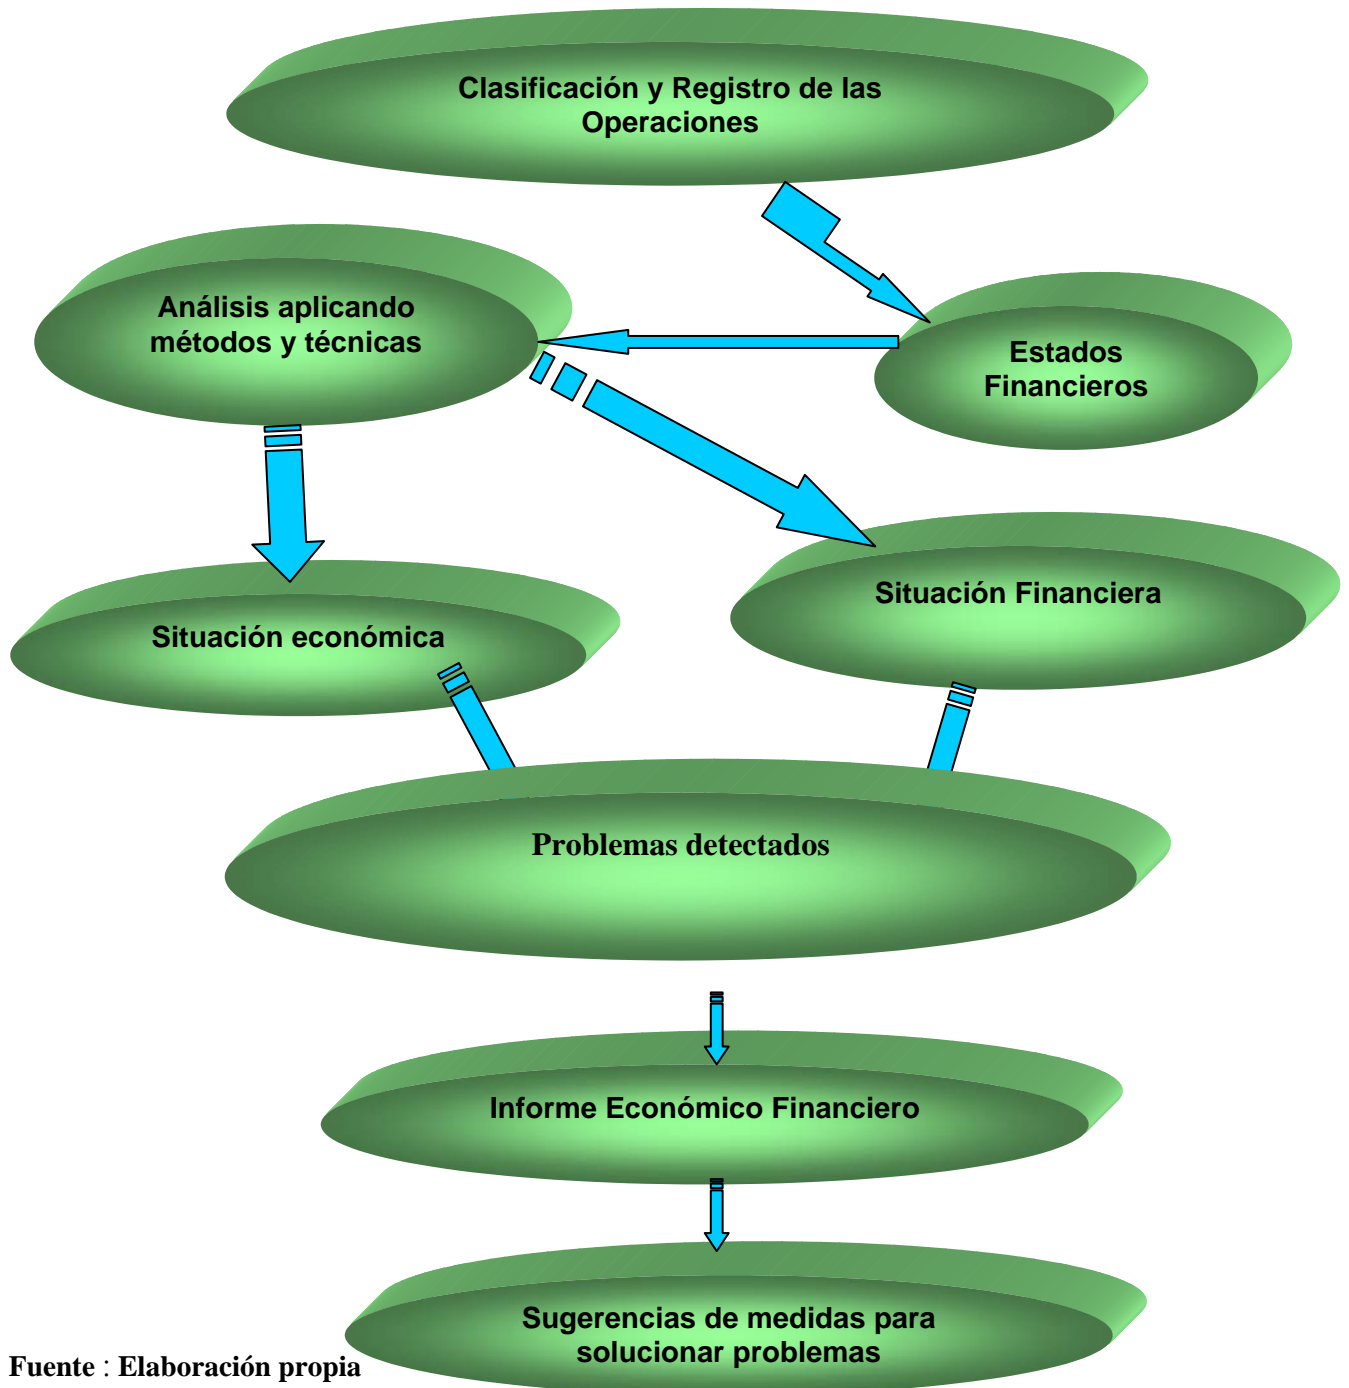 Clasificación y Registro de las
Operaciones
Análisis aplicando
métodos y técnicas
Estados
Financieros
Situación Financiera
Situación económica
Problemas detectados
Informe Económico Financiero
Sugerencias de medidas para
solucionar problemas
Fuente : Elaboración propia